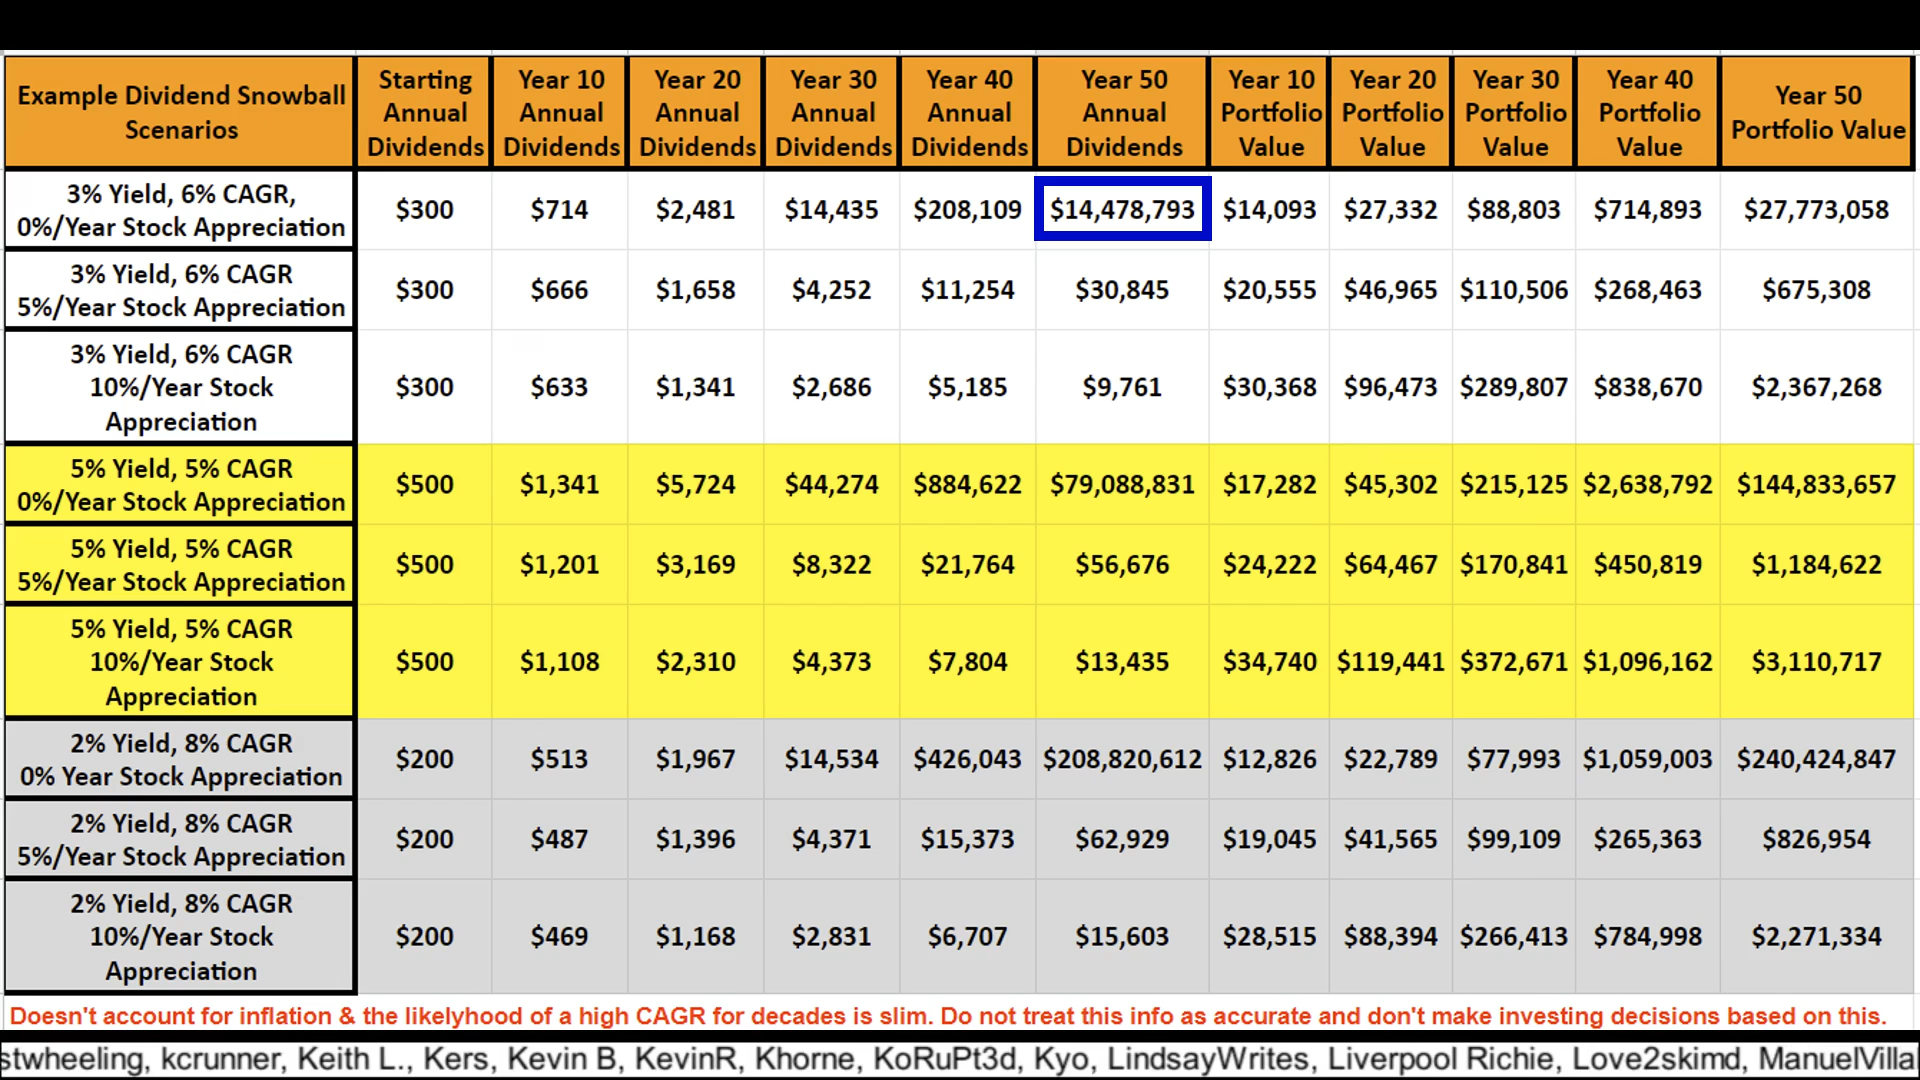 Example Dividend Snowball Scenarios | Starting Annual Dividends | Year 10 Annual Dividends | Year 20 Annual Dividends | Year 30 Annual Dividends | Year 40 Annual Dividends | Year 50 Annual Dividends | Year 10 Portfolio Value | Year 20 Portfolio Value | Year 30 Portfolio Value | Year 40 Portfolio Value | Year 50 Portfolio Value
3% Yield, 6% CAGR, 0%/Year Stock Appreciation | $300 | $714 | $2,481 | $14,435 | $208,109 | $14,478,793 | $14,093 | $27,332 | $88,803 | $714,893 | $27,773,058
3% Yield, 6% CAGR 5%/Year Stock Appreciation | $300 | $666 | $1,658 | $4,252 | $11,254 | $30,845 | $20,555 | $46,965 | $110,506 | $268,463 | $675,308
3% Yield, 6% CAGR 10%/Year Stock Appreciation | $300 | $633 | $1,341 | $2,686 | $5,185 | $9,761 | $30,368 | $96,473 | $289,807 | $838,670 | $2,367,268
5% Yield, 5% CAGR 0%/Year Stock Appreciation | $500 | $1,341 | $5,724 | $44,274 | $884,622 | $79,088,831 | $17,282 | $45,302 | $215,125 | $2,638,792 | $144,833,657
5% Yield, 5% CAGR 5%/Year Stock Appreciation | $500 | $1,201 | $3,169 | $8,322 | $21,764 | $56,676 | $24,222 | $64,467 | $170,841 | $450,819 | $1,184,622
5% Yield, 5% CAGR 10%/Year Stock Appreciation | $500 | $1,108 | $2,310 | $4,373 | $7,804 | $13,435 | $34,740 | $119,441 | $372,671 | $1,096,162 | $3,110,717
2% Yield, 8% CAGR 0% Year Stock Appreciation | $200 | $513 | $1,967 | $14,534 | $426,043 | $208,820,612 | $12,826 | $22,789 | $77,993 | $1,059,003 | $240,424,847
2% Yield, 8% CAGR 5%/Year Stock Appreciation | $200 | $487 | $1,396 | $4,371 | $15,373 | $62,929 | $19,045 | $41,565 | $99,109 | $265,363 | $826,954
2% Yield, 8% CAGR 10%/Year Stock Appreciation | $200 | $469 | $1,168 | $2,831 | $6,707 | $15,603 | $28,515 | $88,394 | $266,413 | $784,998 | $2,271,334
Doesn't account for inflation & the likelyhood of a high CAGR for decades is slim. Do not treat this info as accurate and don't make investing decisions based on this.
stwheeling, kcrunner, Keith L., Kers, Kevin B, KevinR, Khorne, KoRuPt3d, Kyo, LindsayWrites, Liverpool Richie, Love2skimd, ManuelVilla